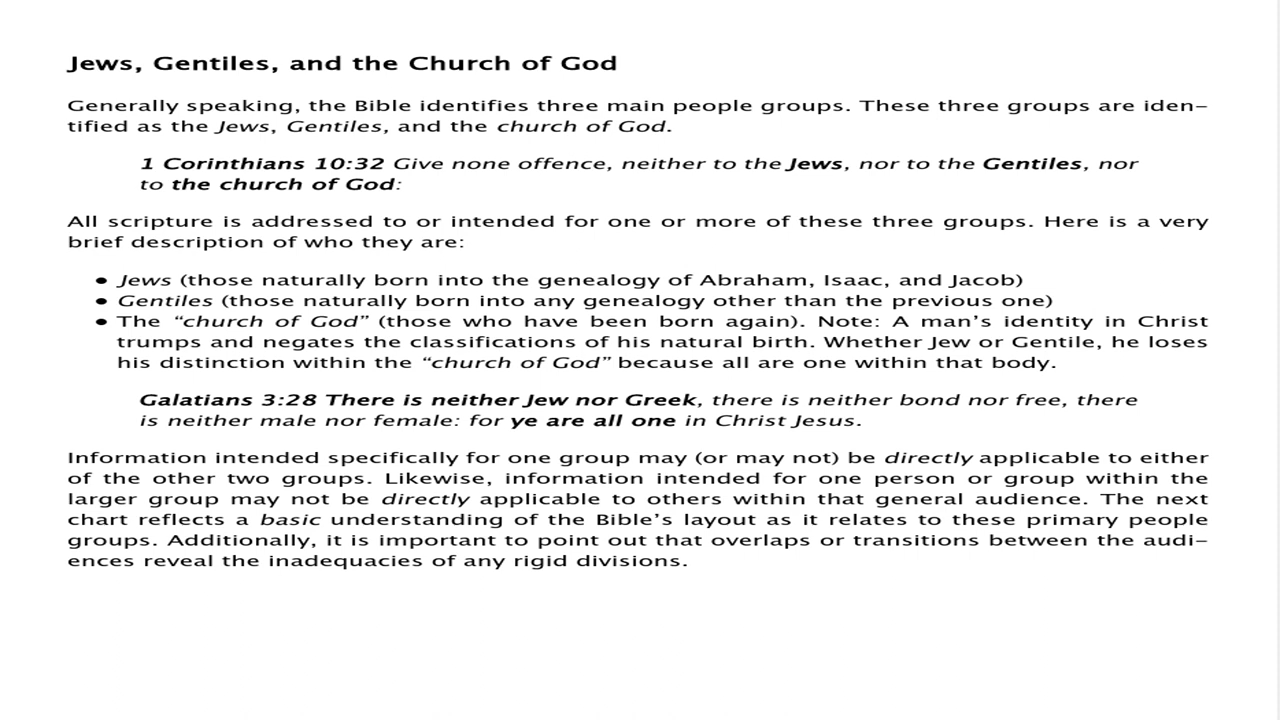 Jews, Gentiles, and the Church of God
Generally speaking, the Bible identifies three main people groups. These three groups are iden-
tified as the Jews, Gentiles, and the church of God.
1 Corinthians 10:32 Give none offence, neither to the Jews, nor to the Gentiles, nor
to the church of God:
All scripture is addressed to or intended for one or more of these three groups. Here is a very
brief description of who they are:
● Jews (those naturally born into the genealogy of Abraham, Isaac, and Jacob)
● Gentiles (those naturally born into any genealogy other than the previous one)
● The “church of God” (those who have been born again). Note: A man’s identity in Christ
trumps and negates the classifications of his natural birth. Whether Jew or Gentile, he loses
his distinction within the “church of God” because all are one within that body.
Galatians 3:28 There is neither Jew nor Greek, there is neither bond nor free, there
is neither male nor female: for ye are all one in Christ Jesus.
Information intended specifically for one group may (or may not) be directly applicable to either
of the other two groups. Likewise, information intended for one person or group within the
larger group may not be directly applicable to others within that general audience. The next
chart reflects a basic understanding of the Bible’s layout as it relates to these primary people
groups. Additionally, it is important to point out that overlaps or transitions between the audi-
ences reveal the inadequacies of any rigid divisions.